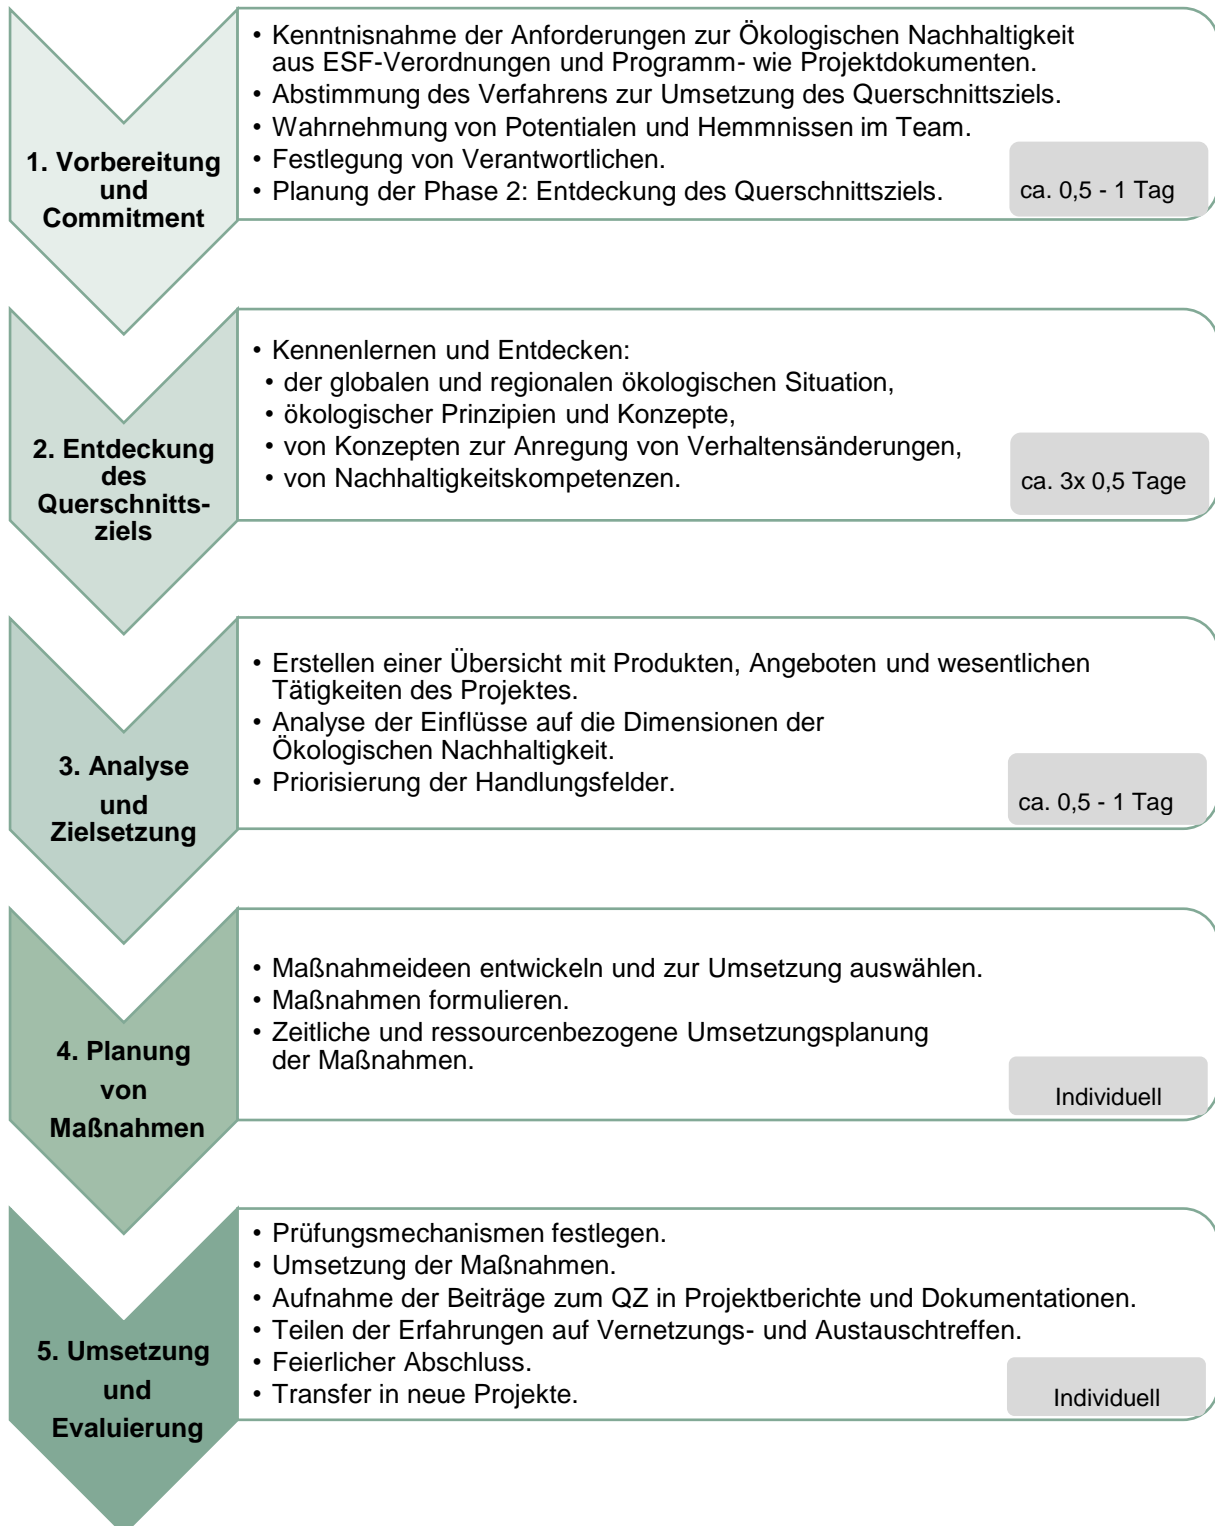 1. Vorbereitung
und
Commitment
• Kenntnisnahme der Anforderungen zur Ökologischen Nachhaltigkeit
aus ESF-Verordnungen und Programm- wie Projektdokumenten.
• Abstimmung des Verfahrens zur Umsetzung des Querschnittsziels.
• Wahrnehmung von Potentialen und Hemmnissen im Team.
• Festlegung von Verantwortlichen.
• Planung der Phase 2: Entdeckung des Querschnittsziels.
ca. 0,5 - 1 Tag
2. Entdeckung
des
Querschnitts-
ziels
• Kennenlernen und Entdecken:
• der globalen und regionalen ökologischen Situation,
• ökologischer Prinzipien und Konzepte,
• von Konzepten zur Anregung von Verhaltensänderungen,
• von Nachhaltigkeitskompetenzen.
ca. 3x 0,5 Tage
3. Analyse
und
Zielsetzung
• Erstellen einer Übersicht mit Produkten, Angeboten und wesentlichen
Tätigkeiten des Projektes.
• Analyse der Einflüsse auf die Dimensionen der
Ökologischen Nachhaltigkeit.
• Priorisierung der Handlungsfelder.
ca. 0,5 - 1 Tag
4. Planung
von
Maßnahmen
• Maßnahmeideen entwickeln und zur Umsetzung auswählen.
• Maßnahmen formulieren.
• Zeitliche und ressourcenbezogene Umsetzungsplanung
der Maßnahmen.
Individuell
5. Umsetzung
und
Evaluierung
• Prüfungsmechanismen festlegen.
• Umsetzung der Maßnahmen.
• Aufnahme der Beiträge zum QZ in Projektberichte und Dokumentationen.
• Teilen der Erfahrungen auf Vernetzungs- und Austauschtreffen.
• Feierlicher Abschluss.
• Transfer in neue Projekte.
Individuell